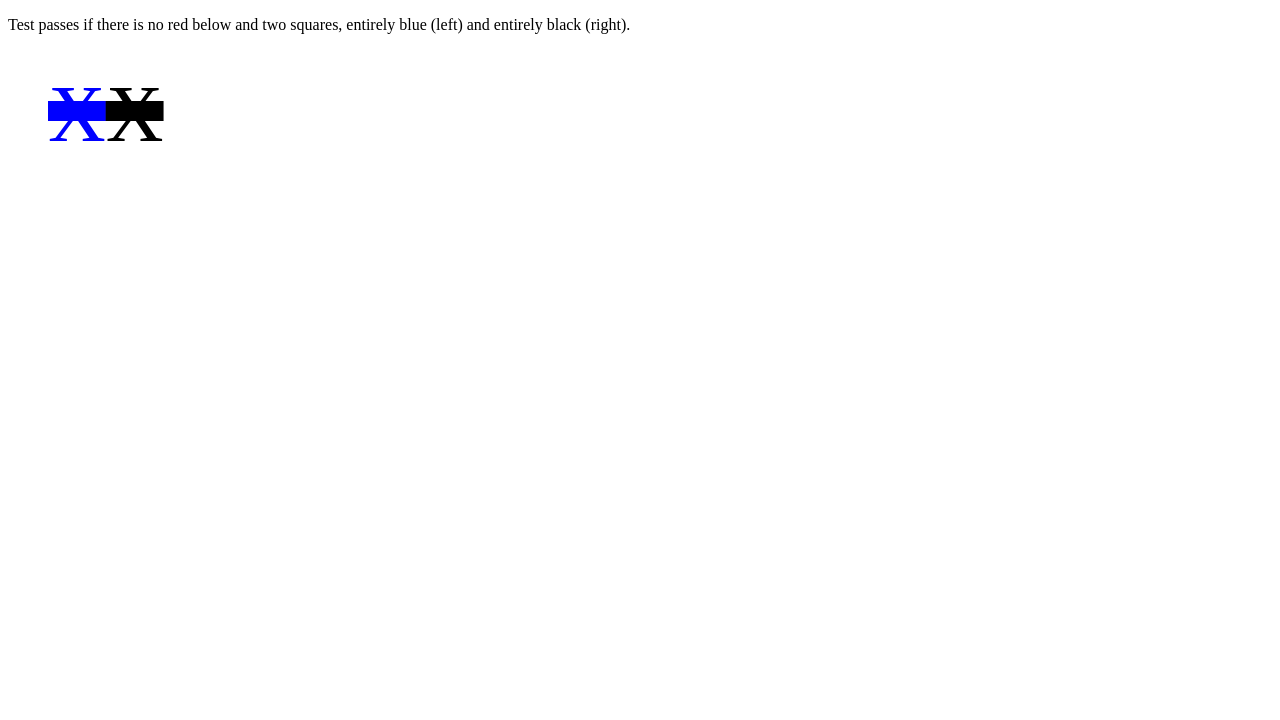 Test passes if there is no red below and two squares, entirely blue (left) and entirely black (right).
XX